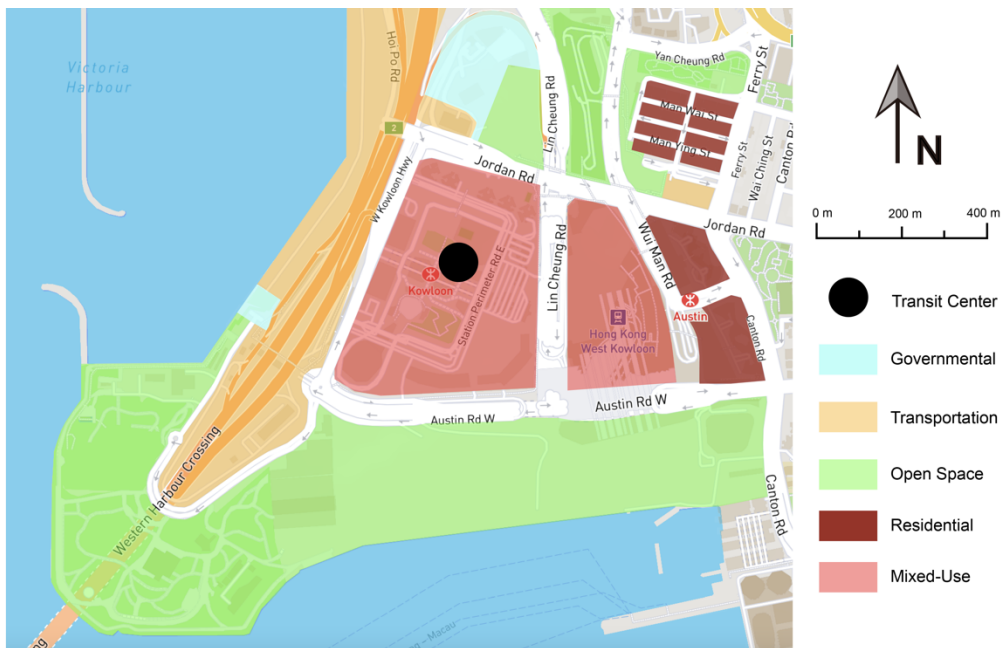 Victoria
Harbour
Hoi Po Rd
2
Lin Cheung Rd
Yan Cheung Rd
Ferry St
Man Wai St
Man Ying St
Ferry St
Wai Ching St
Canton Rd
Jordan Rd
Jordan Rd
W Kowloon Hwy
Lin Cheung Rd
Wui Man Rd
Station Perimeter Rd E
Kowloon
Hong Kong
West Kowloon
Austin
Canton Rd
Austin Rd W
Austin Rd W
Western Harbour Crossing
Canton Rd
Macau
N
0 m
200 m
400 m
Transit Center
Governmental
Transportation
Open Space
Residential
Mixed-Use